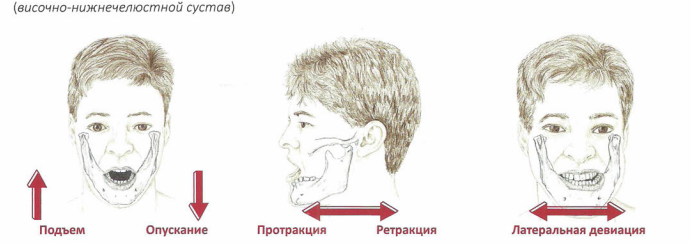 (височно-нижнечелюстной сустав)
Подъем Опускание Протракция Ретракция Латеральная девиация